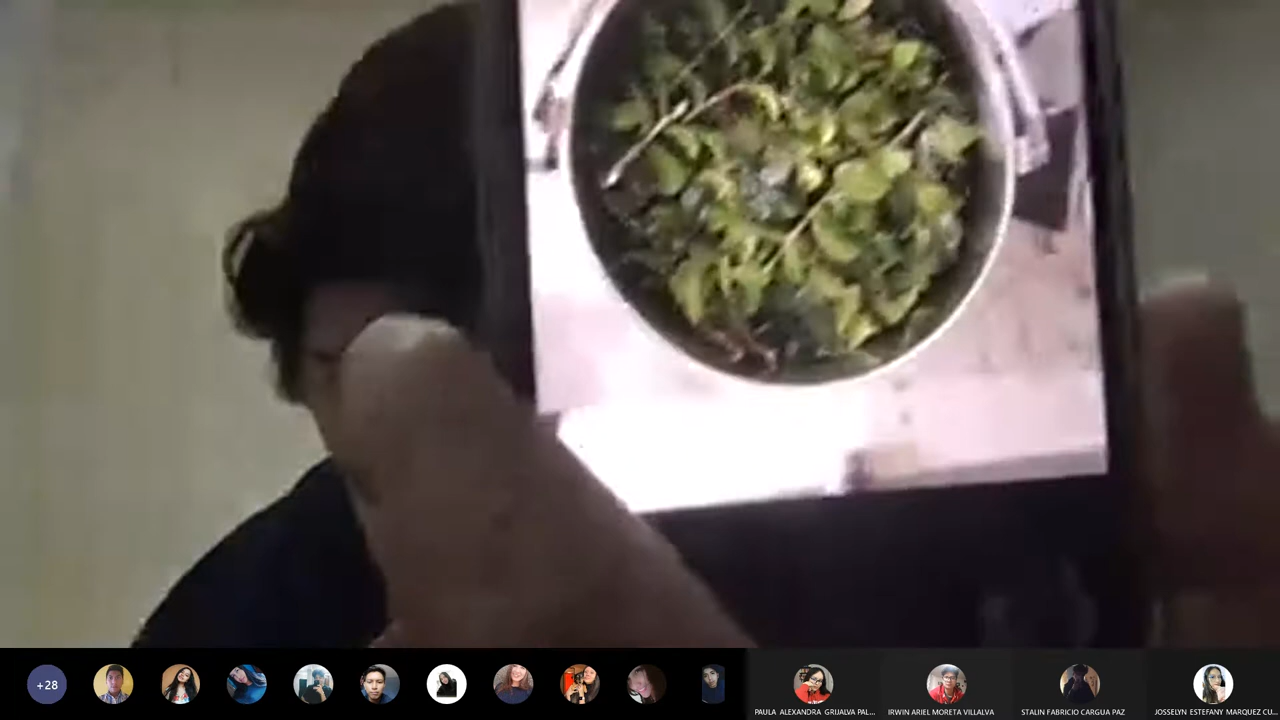 +28
PAULA ALEXANDRA GRIJALVA PAL...
IRWIN ARIEL MORETA VILLALVA
STALIN FABRICIO CARGUA PAZ
JOSSELYN ESTEFANY MARQUEZ CU...